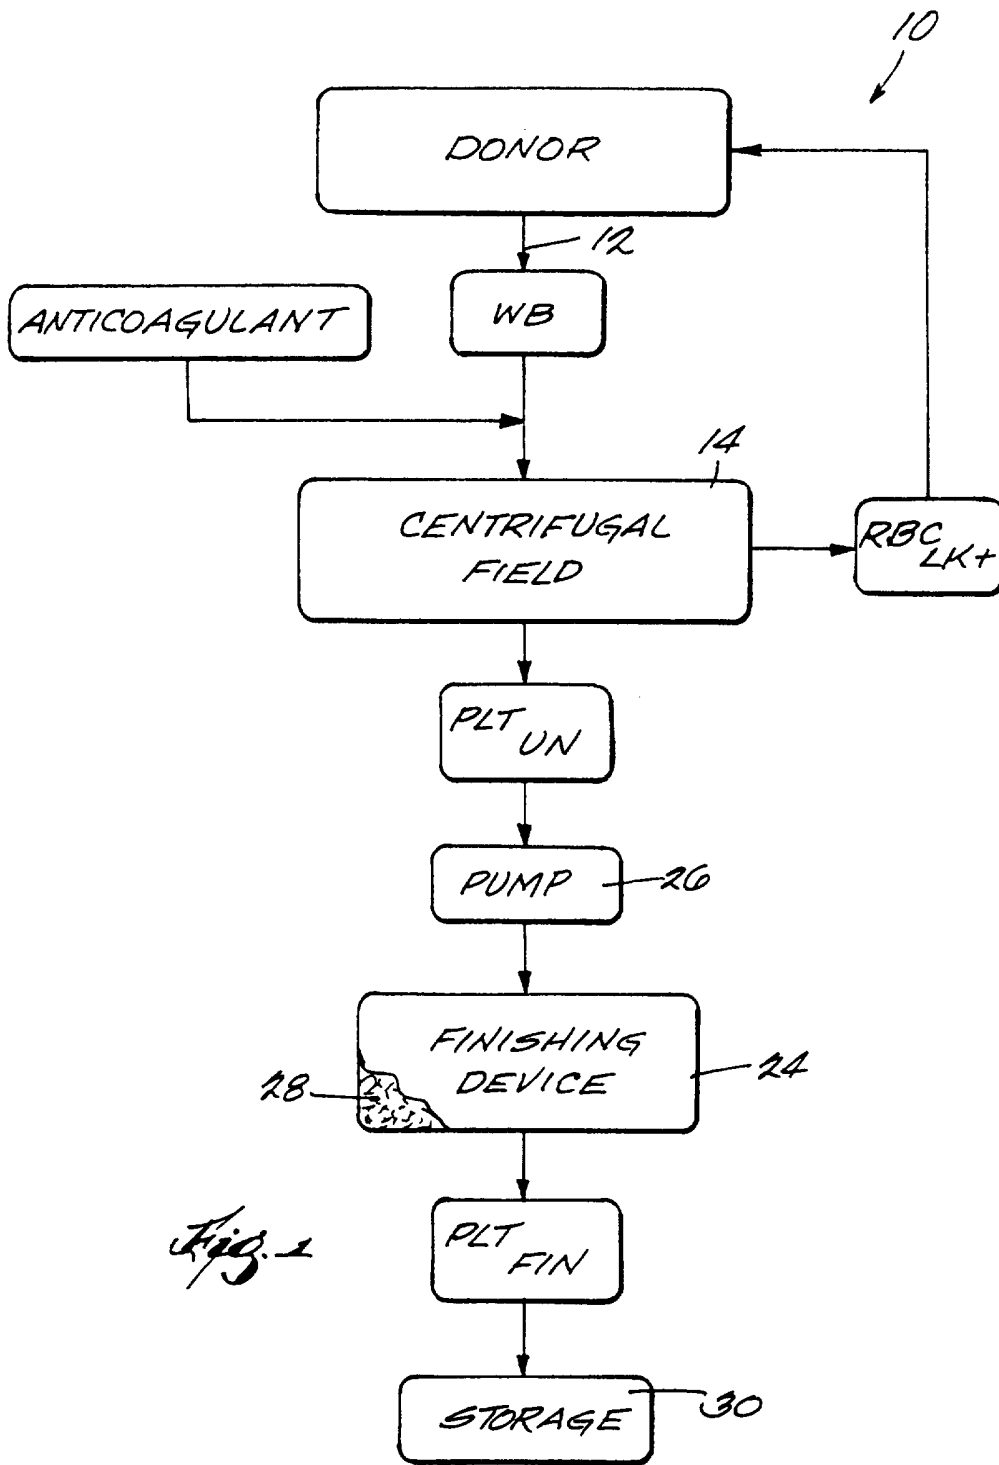 10
DONOR
12
ANTICOAGULANT
WB
14
CENTRIFUGAL
FIELD
RBC
LK+
PLT
UN
PUMP
26
FINISHING
DEVICE
24
28
PLT
FIN
Fig. 1
STORAGE
30